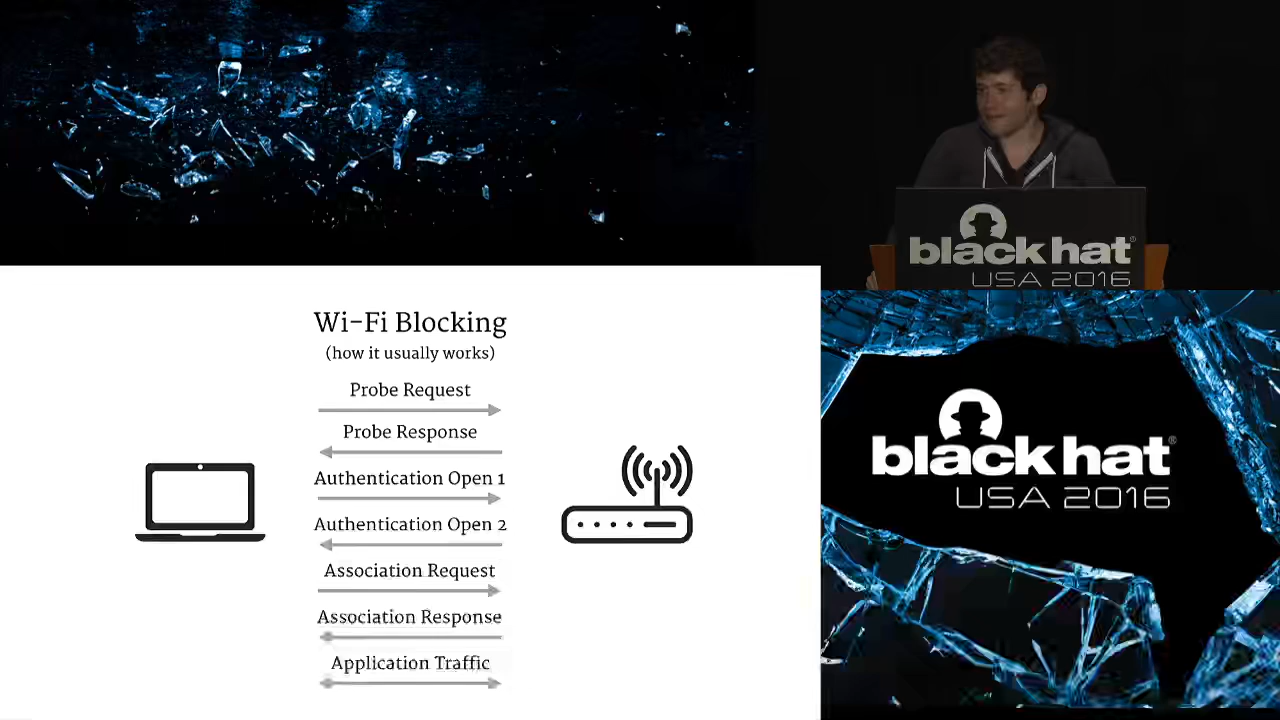 black hat®
USA 2016
Wi-Fi Blocking
(how it usually works)
Probe Request
Probe Response
Authentication Open 1
Authentication Open 2
Association Request
Association Response
Application Traffic
black hat®
USA 2016